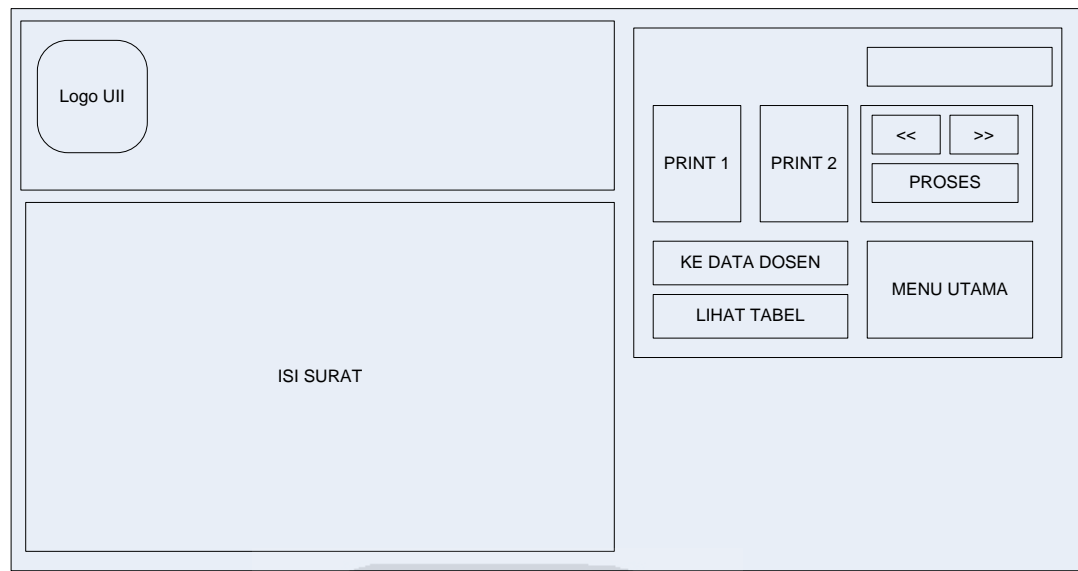 Logo UII
PRINT 1
PRINT 2
<<
>>
PROSES
KE DATA DOSEN
LIHAT TABEL
MENU UTAMA
ISI SURAT